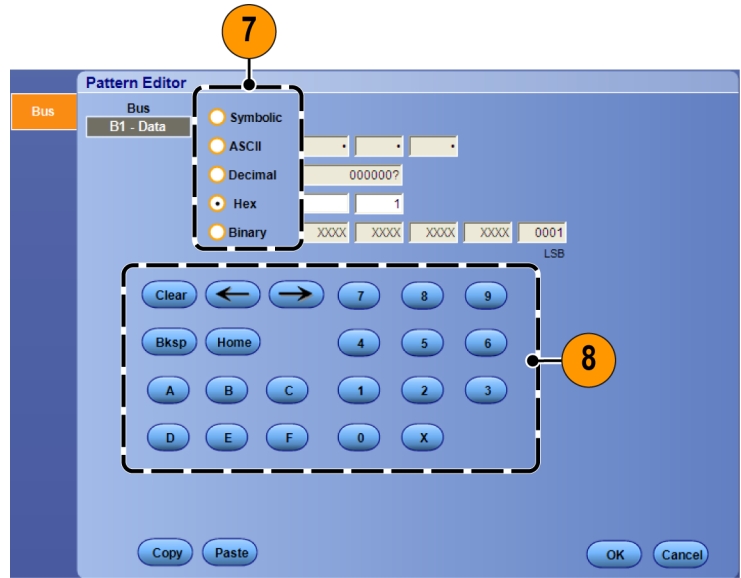 7
Pattern Editor
Bus
Bus
B1 - Data
Symbolic
ASCII
Decimal 000000?
Hex 1
Binary XXXX XXXX XXXX XXXX 0001
LSB
Clear 7 8 9
Bksp Home 4 5 6
8
A B C 1 2 3
D E F 0 X
Copy Paste OK Cancel